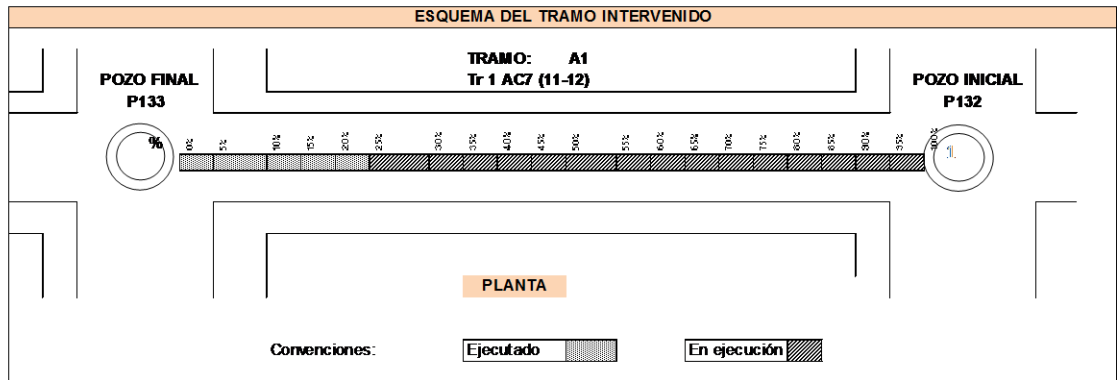 ESQUEMA DEL TRAMO INTERVENIDO
TRAMO: A1
Tr 1 AC7 (11-12)
POZO FINAL
P133
POZO INICIAL
P132
%
0% 5% 10% 15% 20% 25% 30% 35% 40% 45% 50% 55% 60% 65% 70% 75% 80% 85% 90% 95% 100%
1.
PLANTA
Convenciones: Ejecutado En ejecución